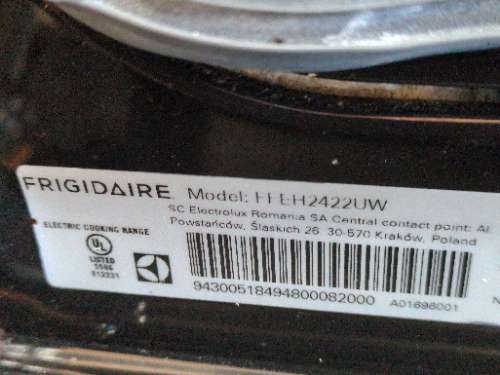 FRIGIDAIRE Model: FFEH2422UW
SC Electrolux Romania SA Central contact point: Al
Powstańców, Śląskich 26 30-570 Kraków, Poland
ELECTRIC COOKING RANGE
UL
LISTED
94300518494800082000 A01696001